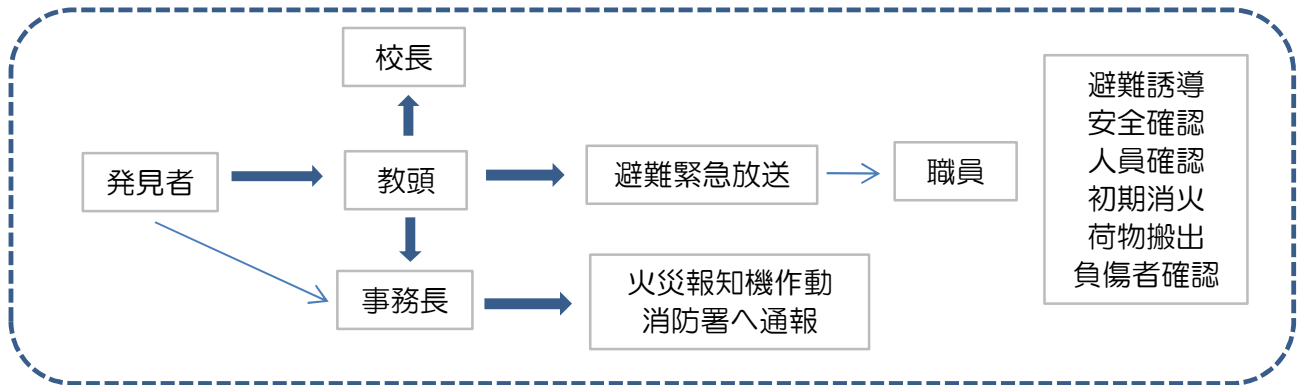 校長
発見者
教頭
避難緊急放送
職員
事務長
火災報知機作動
消防署へ通報
避難誘導
安全確認
人員確認
初期消火
荷物搬出
負傷者確認